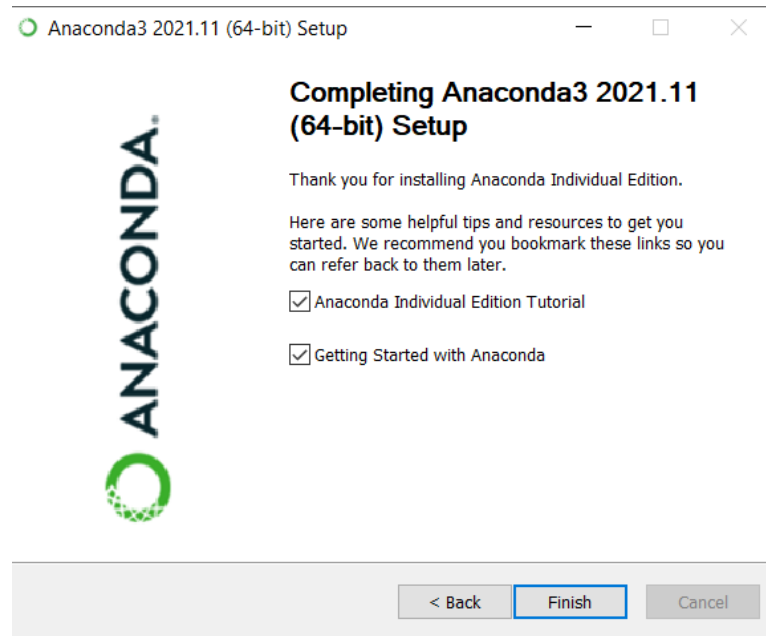 Anaconda3 2021.11 (64-bit) Setup
Completing Anaconda3 2021.11
(64-bit) Setup
Thank you for installing Anaconda Individual Edition.
Here are some helpful tips and resources to get you
started. We recommend you bookmark these links so you
can refer back to them later.
Anaconda Individual Edition Tutorial
Getting Started with Anaconda
ANACONDA.
< Back
Finish
Cancel